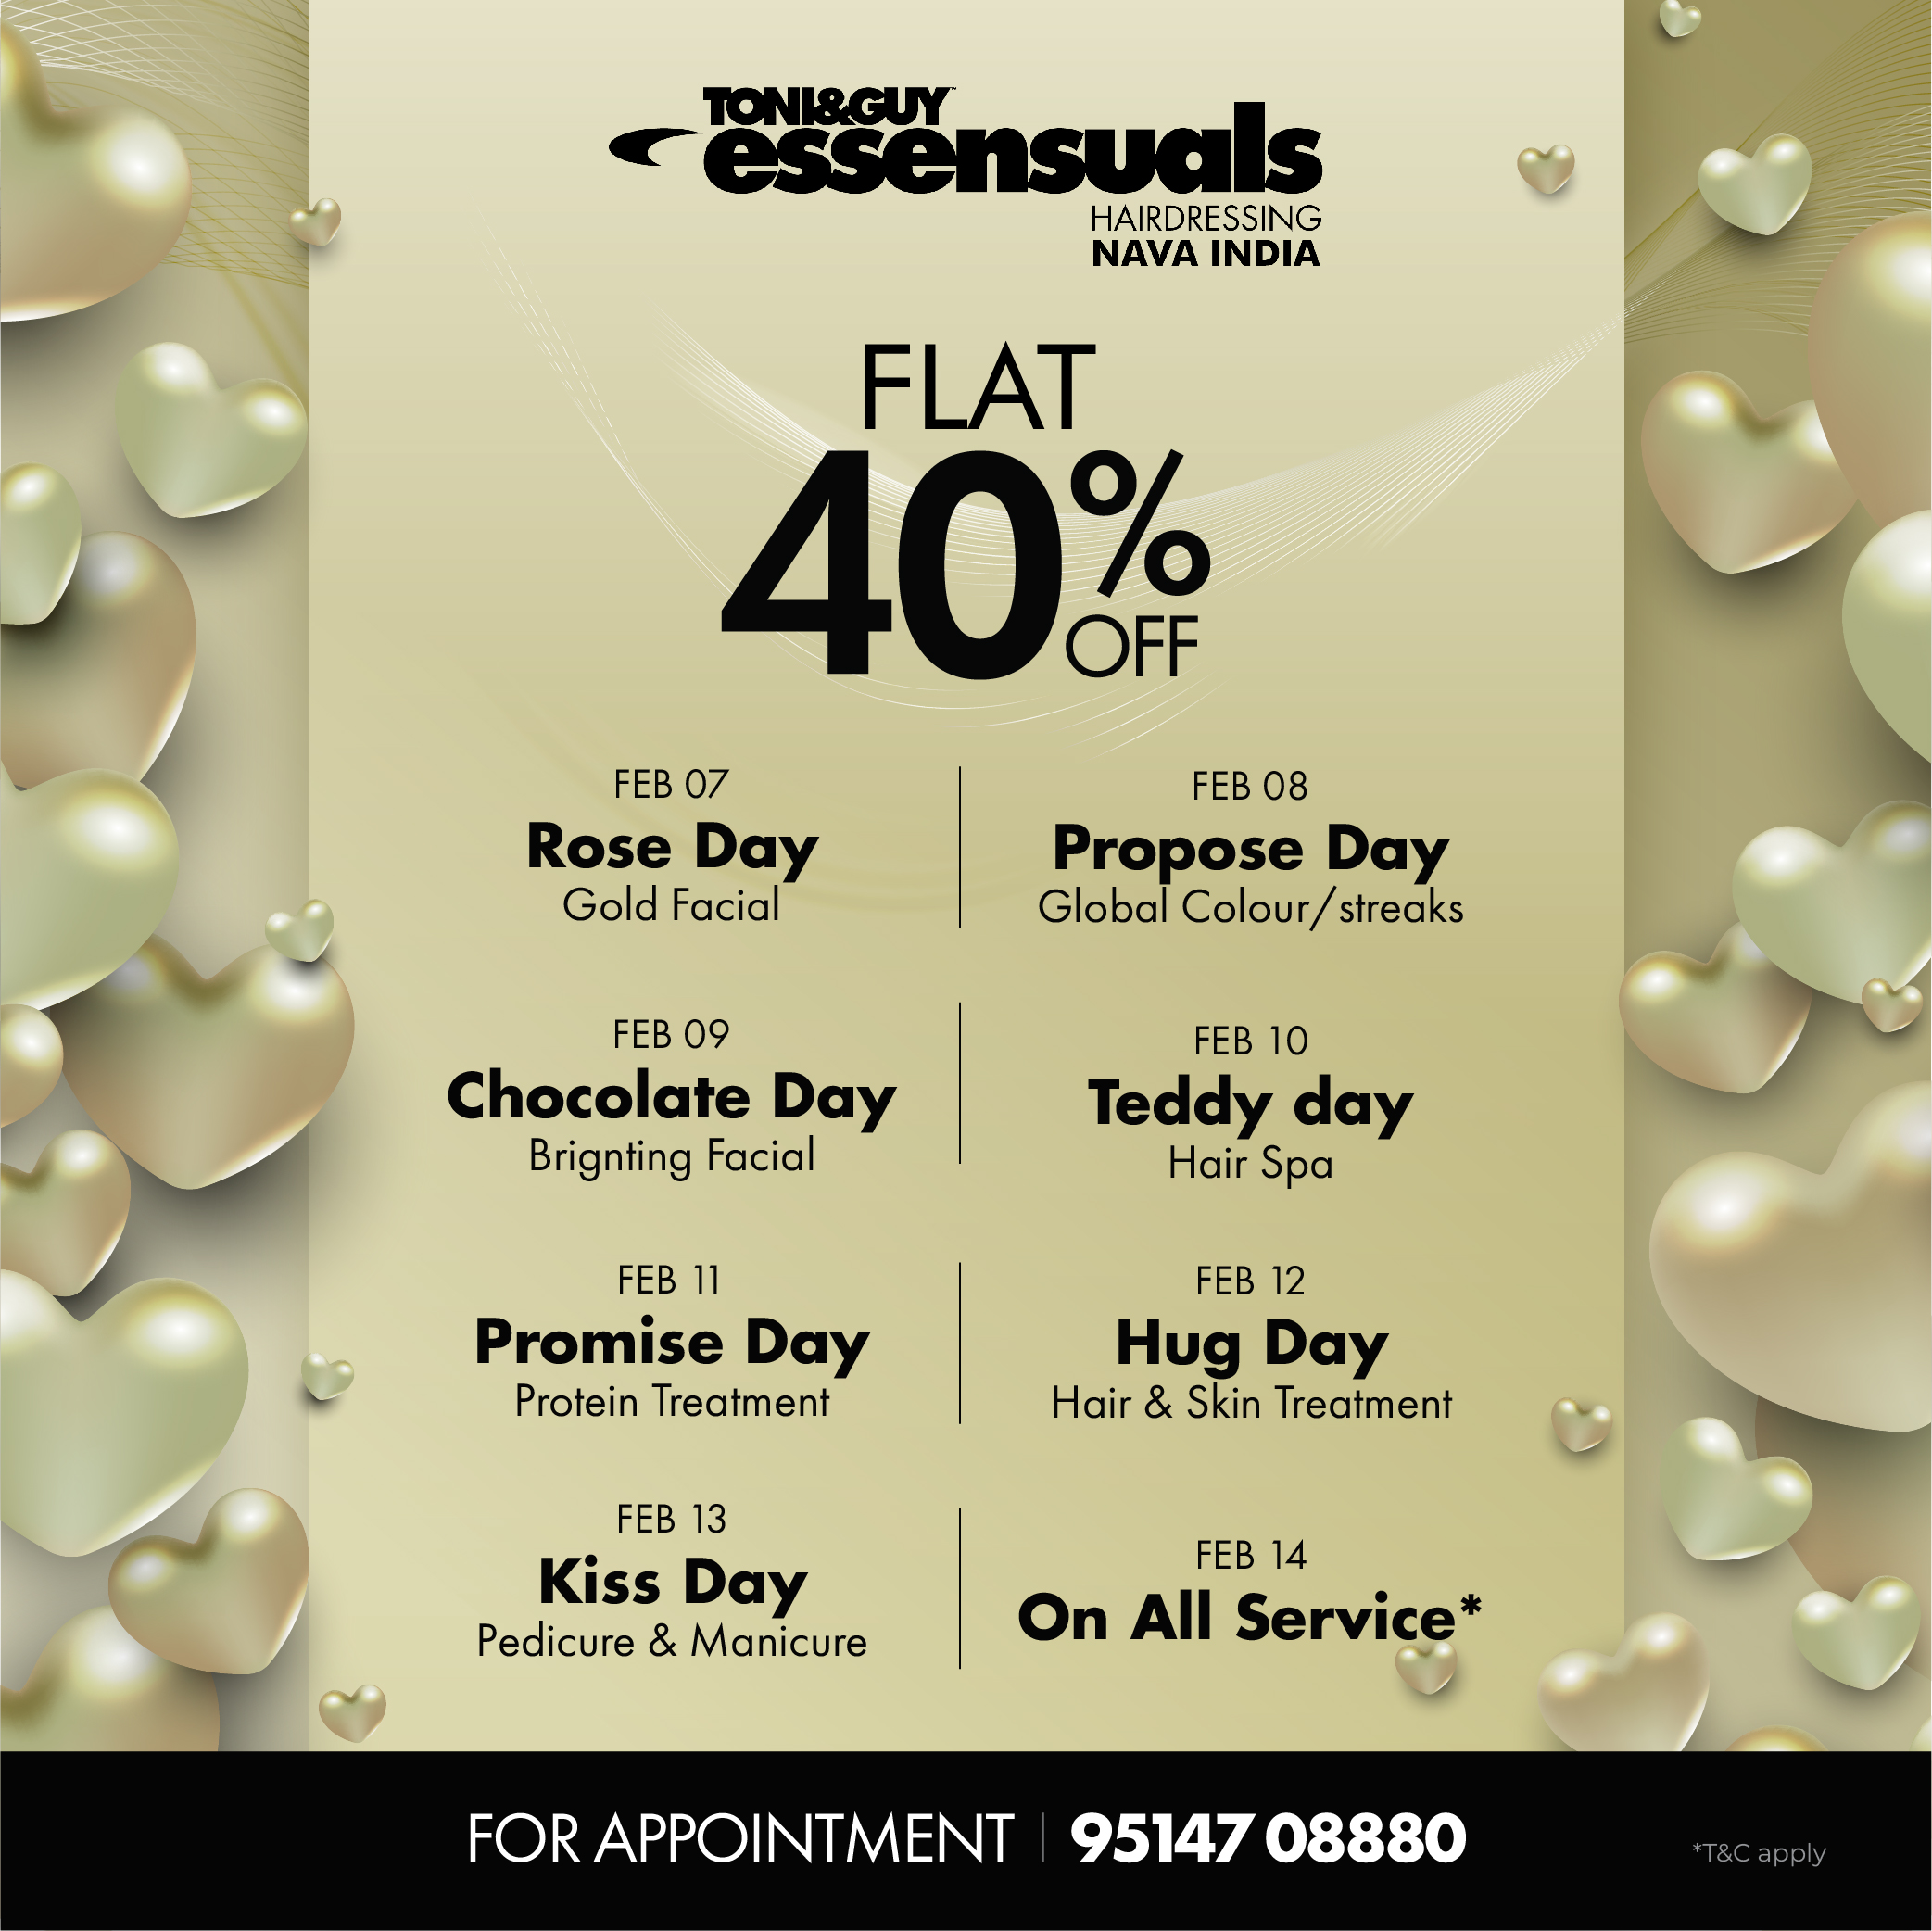 TONI&GUY™
essensuals
HAIRDRESSING
NAVA INDIA
FLAT
40%
OFF
FEB 07
Rose Day
Gold Facial
FEB 08
Propose Day
Global Colour/streaks
FEB 09
Chocolate Day
Brignting Facial
FEB 10
Teddy day
Hair Spa
FEB 11
Promise Day
Protein Treatment
FEB 12
Hug Day
Hair & Skin Treatment
FEB 13
Kiss Day
Pedicure & Manicure
FEB 14
On All Service*
FOR APPOINTMENT | 95147 08880
*T&C apply